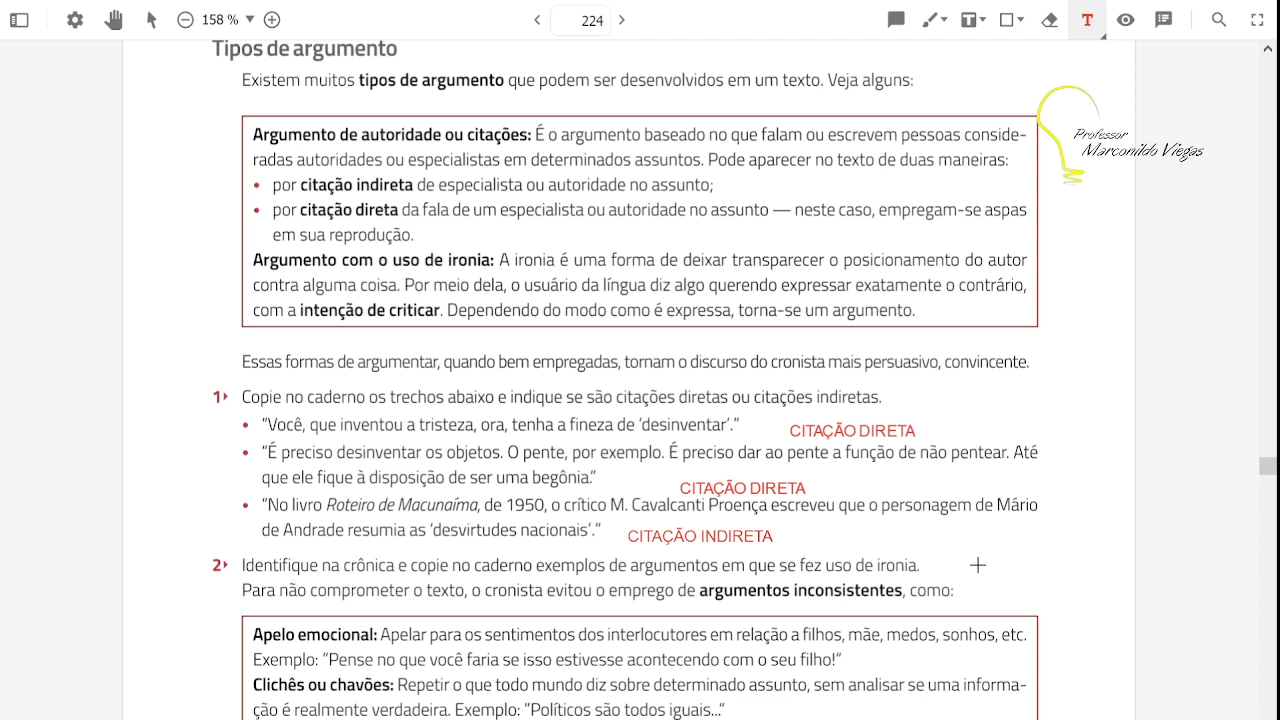 158 %
224
T
Tipos de argumento
Existem muitos tipos de argumento que podem ser desenvolvidos em um texto. Veja alguns:
Professor
Marconildo Viegas
Argumento de autoridade ou citações: É o argumento baseado no que falam ou escrevem pessoas conside-
radas autoridades ou especialistas em determinados assuntos. Pode aparecer no texto de duas maneiras:
• por citação indireta de especialista ou autoridade no assunto;
• por citação direta da fala de um especialista ou autoridade no assunto — neste caso, empregam-se aspas
em sua reprodução.
Argumento com o uso de ironia: A ironia é uma forma de deixar transparecer o posicionamento do autor
contra alguma coisa. Por meio dela, o usuário da língua diz algo querendo expressar exatamente o contrário,
com a intenção de criticar. Dependendo do modo como é expressa, torna-se um argumento.
Essas formas de argumentar, quando bem empregadas, tornam o discurso do cronista mais persuasivo, convincente.
1 Copie no caderno os trechos abaixo e indique se são citações diretas ou citações indiretas.
• “Você, que inventou a tristeza, ora, tenha a fineza de ‘desinventar’.”
CITAÇÃO DIRETA
• “É preciso desinventar os objetos. O pente, por exemplo. É preciso dar ao pente a função de não pentear. Até
que ele fique à disposição de ser uma begônia.”
CITAÇÃO DIRETA
• “No livro Roteiro de Macunaíma, de 1950, o crítico M. Cavalcanti Proença escreveu que o personagem de Mário
de Andrade resumia as ‘desvirtudes nacionais’.”
CITAÇÃO INDIRETA
2 Identifique na crônica e copie no caderno exemplos de argumentos em que se fez uso de ironia.
Para não comprometer o texto, o cronista evitou o emprego de argumentos inconsistentes, como:
Apelo emocional: Apelar para os sentimentos dos interlocutores em relação a filhos, mãe, medos, sonhos, etc.
Exemplo: “Pense no que você faria se isso estivesse acontecendo com o seu filho!”
Clichês ou chavões: Repetir o que todo mundo diz sobre determinado assunto, sem analisar se uma informa-
ção é realmente verdadeira. Exemplo: “Políticos são todos iguais...”